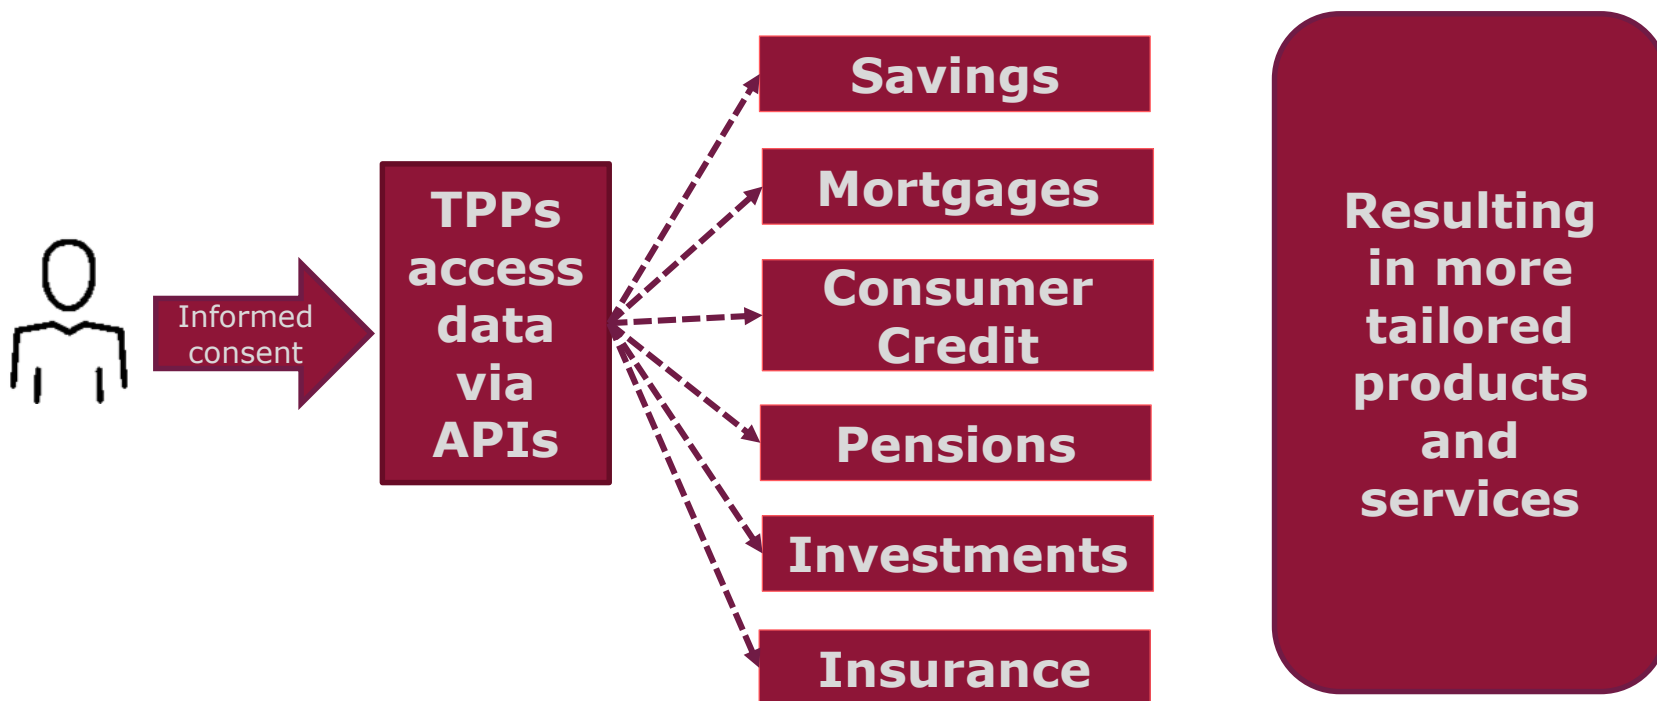 Informed
consent
TPPs
access
data
via
APIs
Savings
Mortgages
Consumer
Credit
Pensions
Investments
Insurance
Resulting
in more
tailored
products
and
services